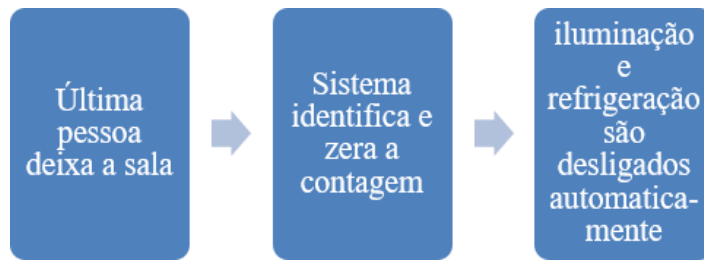 Última
pessoa
deixa a sala
Sistema
identifica e
zera a
contagem
iluminação
e
refrigeração
são
desligados
automatica-
mente